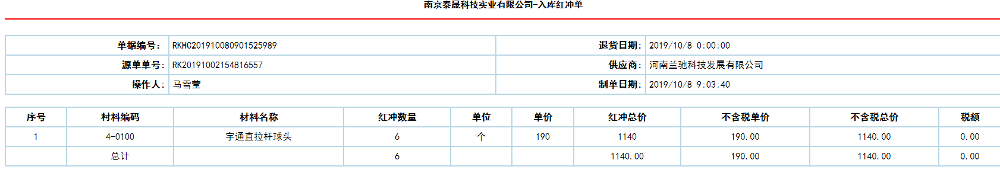 南京泰晟科技实业有限公司-入库红冲单
单据编号: RKHC201910080901525989 退货日期: 2019/10/8 0:00:00
源单单号: RK20191002154816557 供应商: 河南兰驰科技发展有限公司
操作人: 马雪莹 制单日期: 2019/10/8 9:03:40
序号 村料编码 材料名称 红冲数量 单位 单价 红冲总价 不含税单价 不含税总价 税额
1 4-0100 宇通直拉杆球头 6 个 190 1140 190.00 1140.00 0.00
总计 6 1140.00 190.00 1140.00 0.00